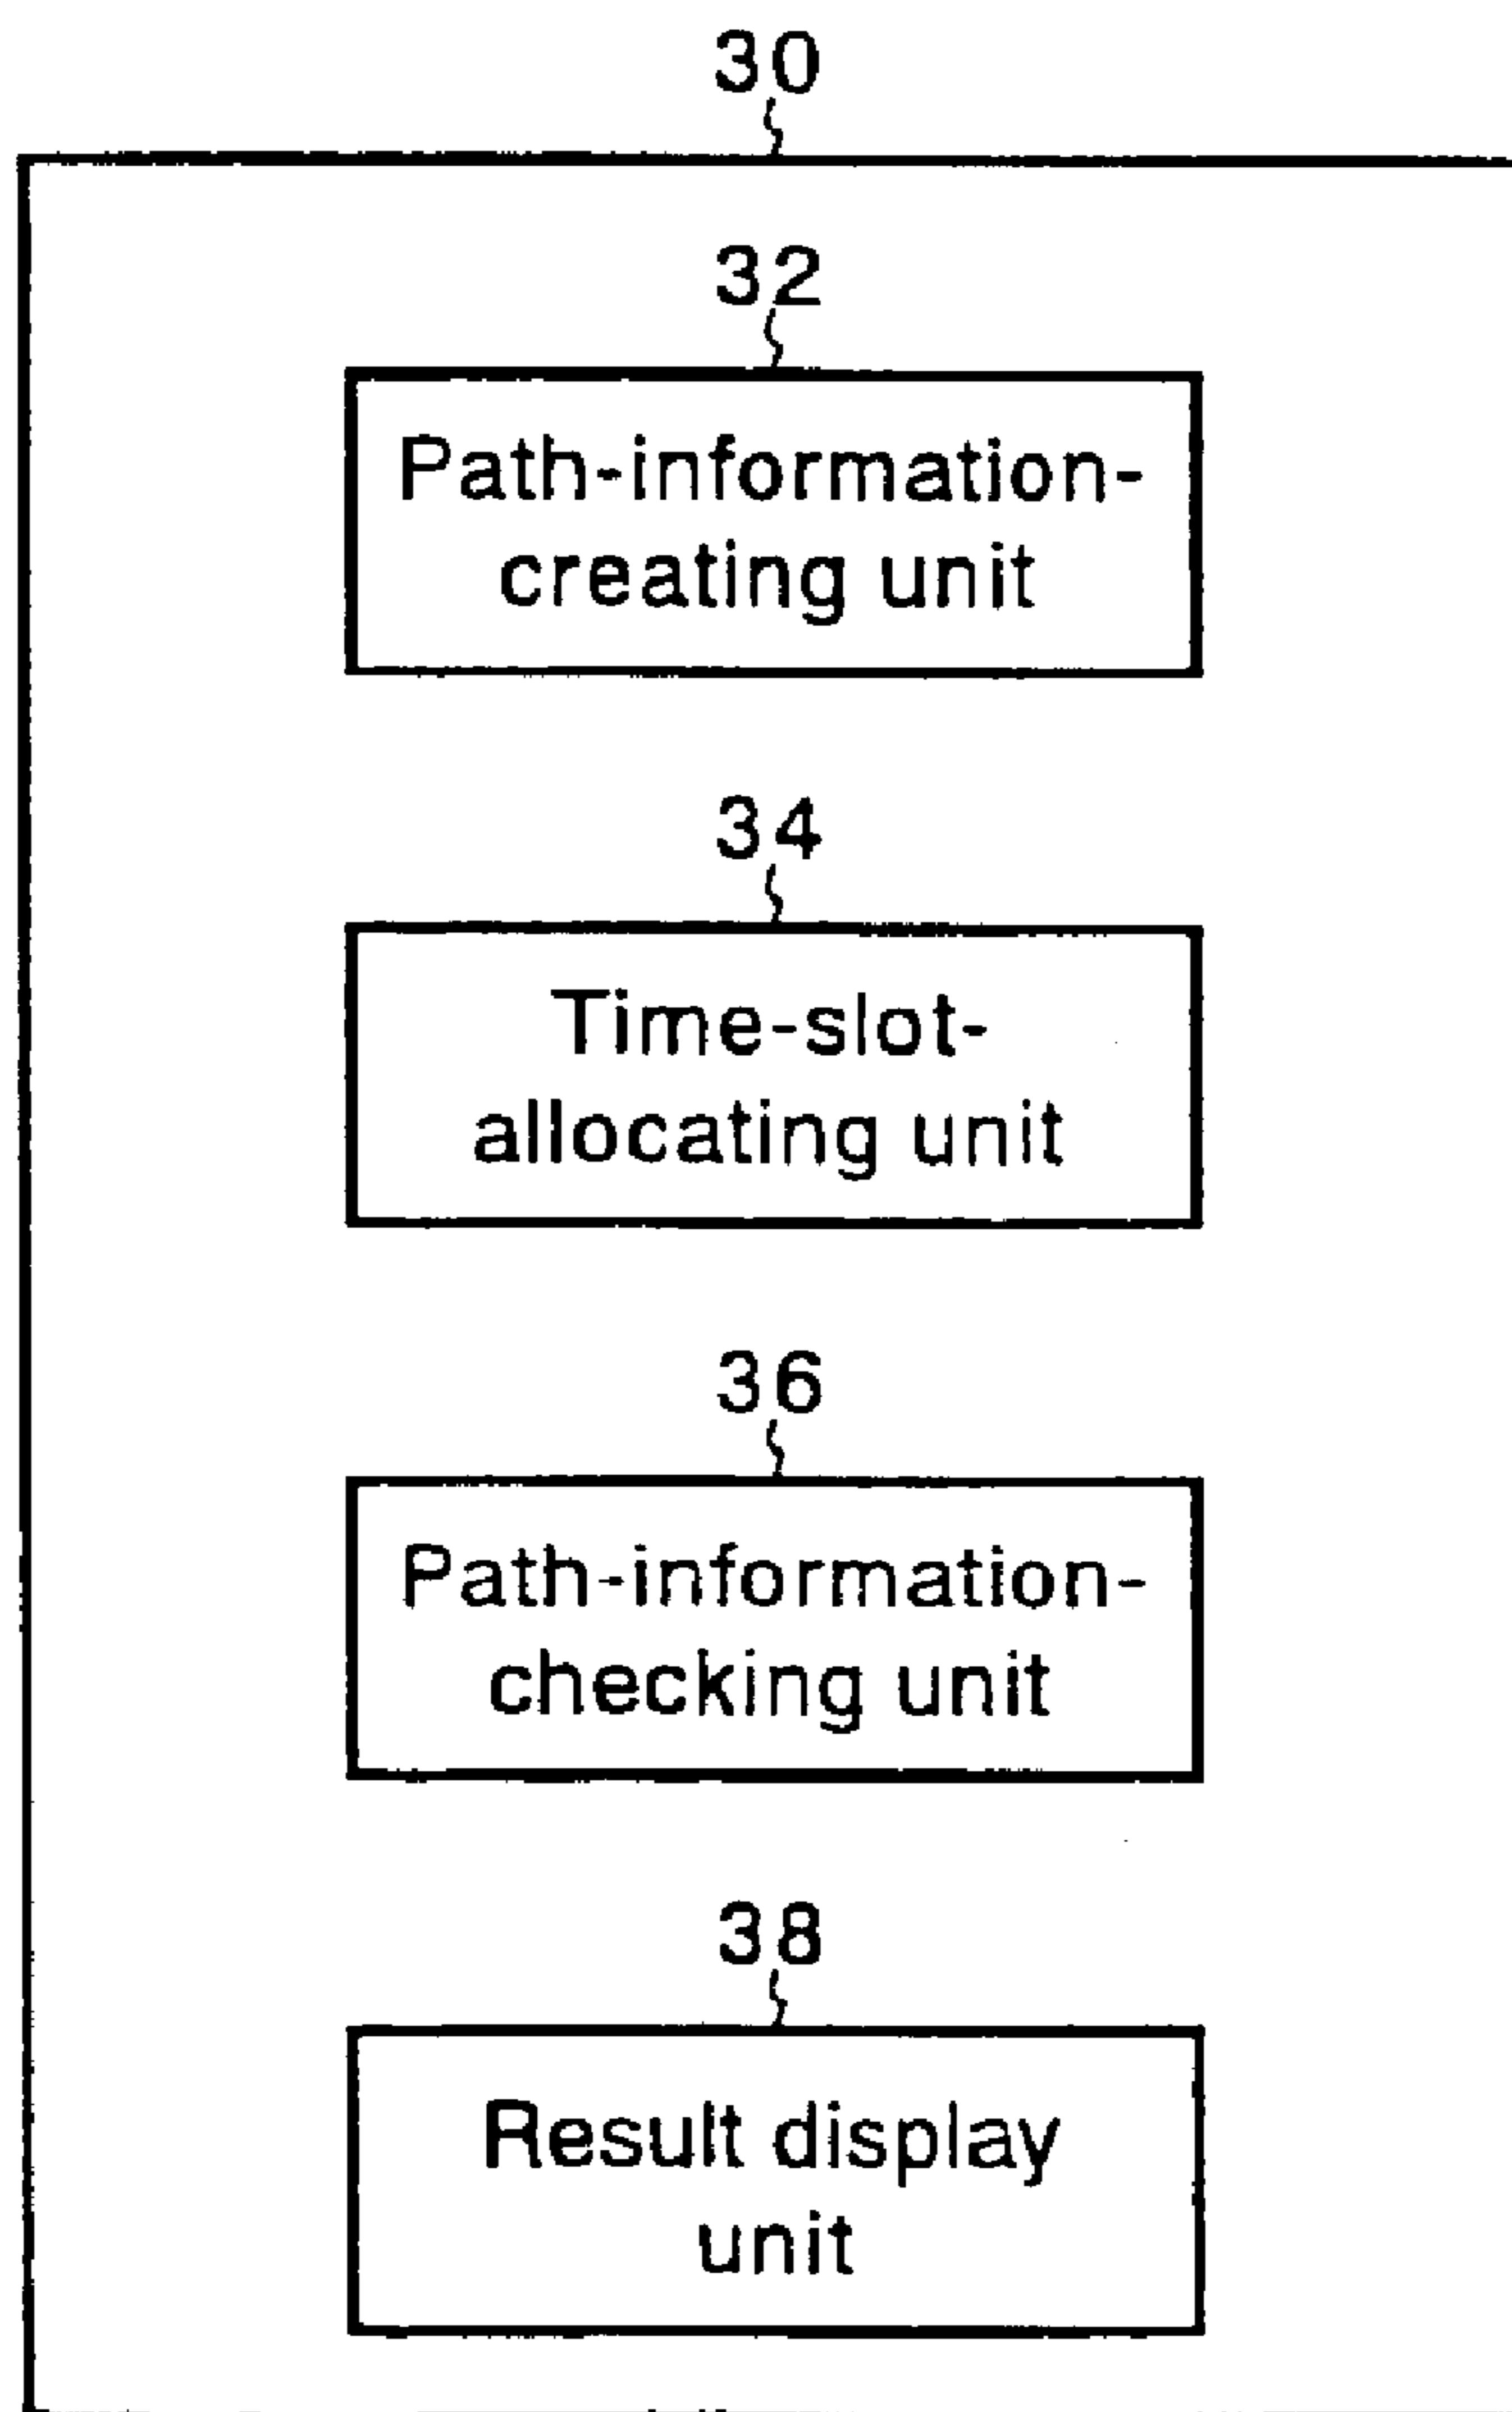 30
32
Path-information-
creating unit
34
Time-slot-
allocating unit
36
Path-information-
checking unit
38
Result display
unit